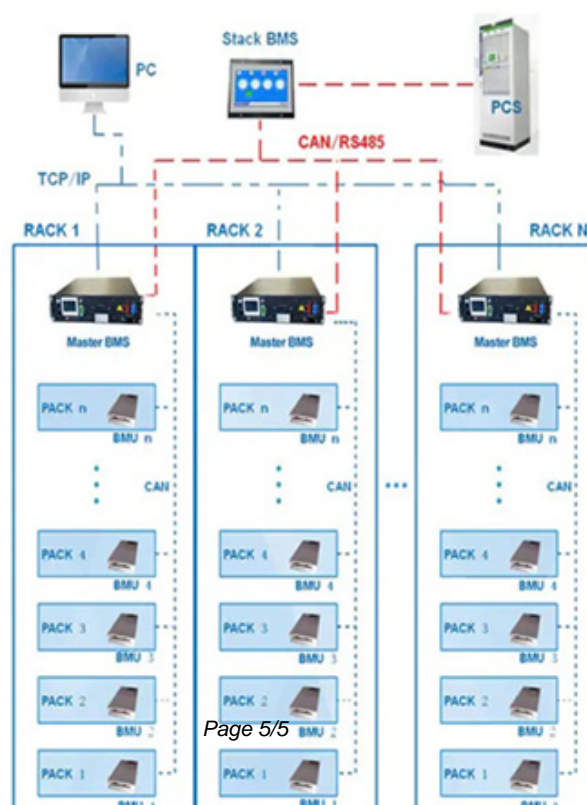 Stack BMS
PC
PCS
CAN/RS485
TCP/IP
RACK 1
RACK 2
RACK N
Master BMS
Master BMS
Master BMS
PACK n
BMU n
PACK n
BMU n
PACK n
BMU n
CAN
CAN
CAN
PACK 4
BMU 4
PACK 4
BMU 4
PACK 4
BMU 4
PACK 3
BMU 3
PACK 3
BMU 3
PACK 3
BMU 3
PACK 2
BMU 2
PACK 2
BMU 2
PACK 2
BMU 2
Page 5/5
PACK 1
PACK 1
PACK 1